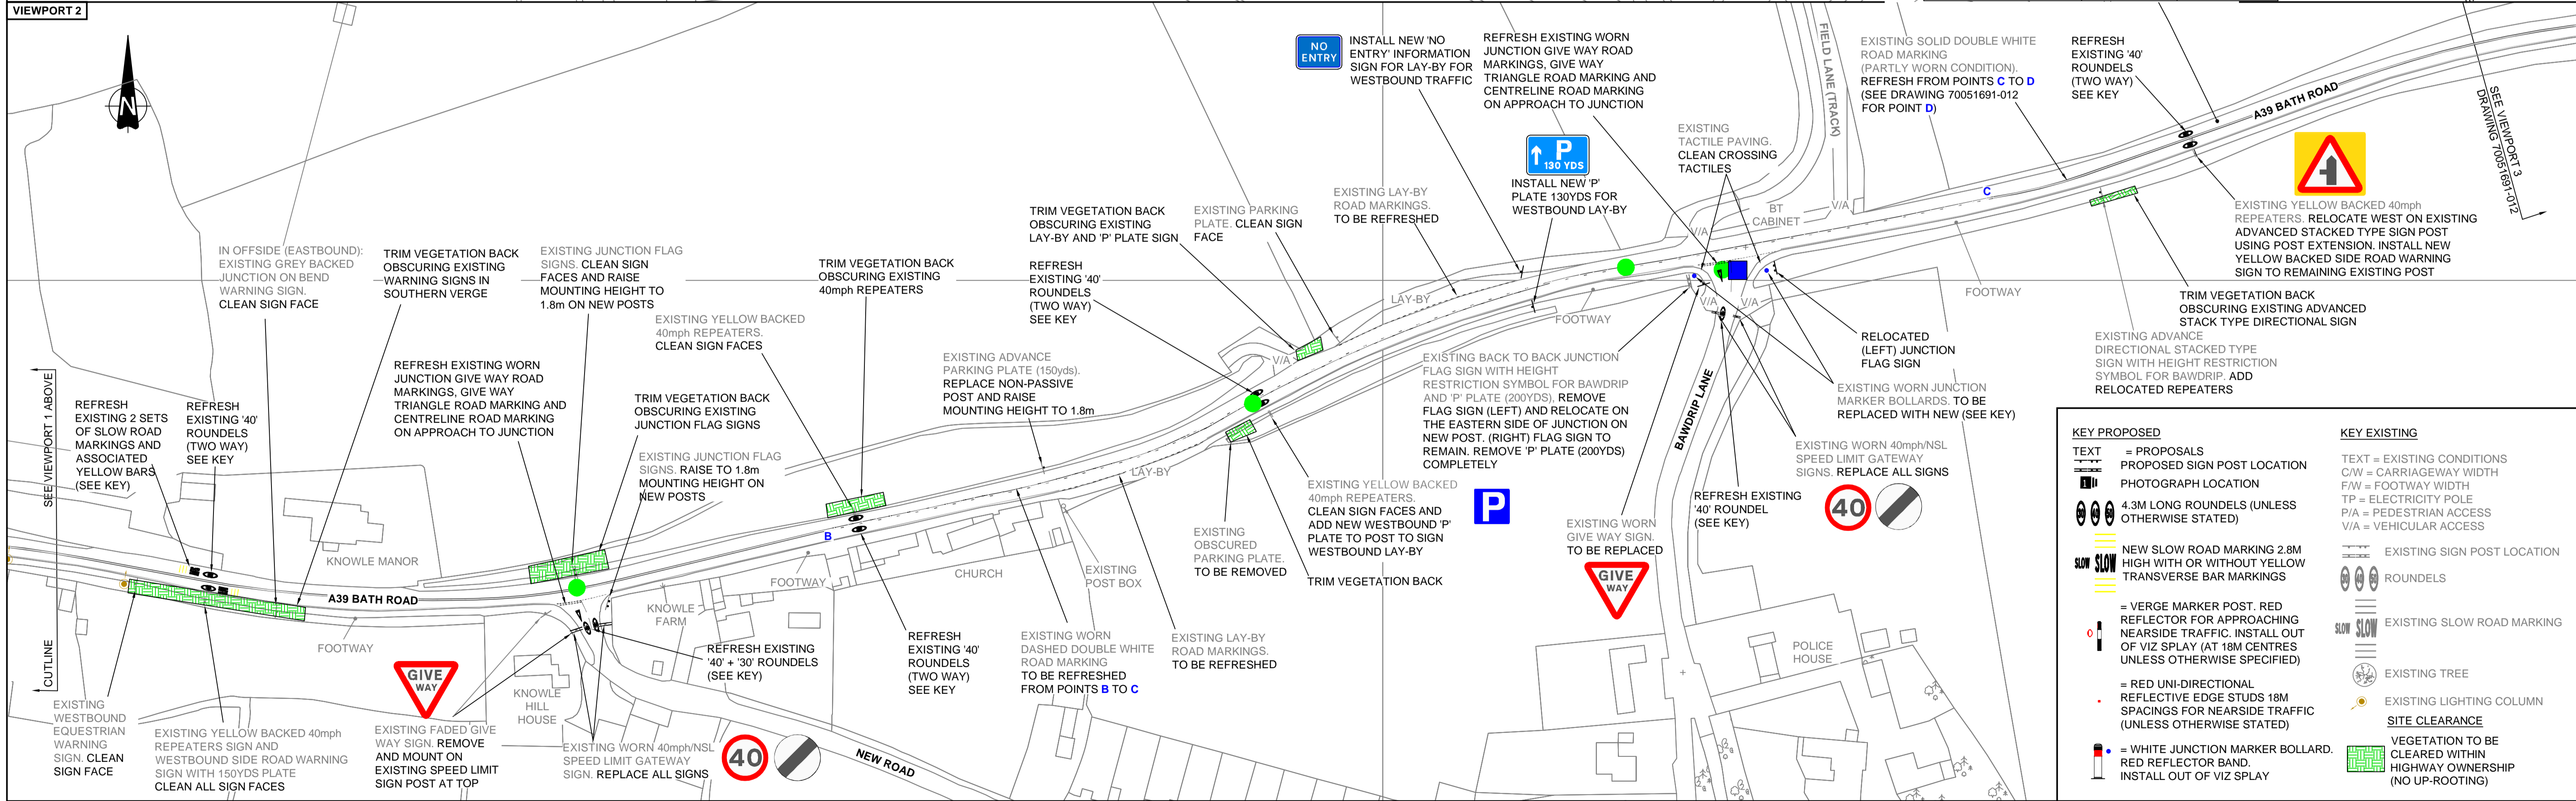 VIEWPORT 2
N
SEE VIEWPORT 1 ABOVE
CUTLINE
REFRESH
EXISTING 2 SETS
OF SLOW ROAD
MARKINGS AND
ASSOCIATED
YELLOW BARS
(SEE KEY)
REFRESH
EXISTING '40'
ROUNDELS
(TWO WAY)
SEE KEY
IN OFFSIDE (EASTBOUND):
EXISTING GREY BACKED
JUNCTION ON BEND
WARNING SIGN.
CLEAN SIGN FACE
TRIM VEGETATION BACK
OBSCURING EXISTING
WARNING SIGNS IN
SOUTHERN VERGE
EXISTING JUNCTION FLAG
SIGNS. CLEAN SIGN
FACES AND RAISE
MOUNTING HEIGHT TO
1.8m ON NEW POSTS
REFRESH EXISTING WORN
JUNCTION GIVE WAY ROAD
MARKINGS, GIVE WAY
TRIANGLE ROAD MARKING AND
CENTRELINE ROAD MARKING
ON APPROACH TO JUNCTION
EXISTING YELLOW BACKED
40mph REPEATERS.
CLEAN SIGN FACES
TRIM VEGETATION BACK
OBSCURING EXISTING
JUNCTION FLAG SIGNS
EXISTING JUNCTION FLAG
SIGNS. RAISE TO 1.8m
MOUNTING HEIGHT ON
NEW POSTS
TRIM VEGETATION BACK
OBSCURING EXISTING
40mph REPEATERS
KNOWLE MANOR
A39 BATH ROAD
FOOTWAY
EXISTING
WESTBOUND
EQUESTRIAN
WARNING
SIGN. CLEAN
SIGN FACE
EXISTING YELLOW BACKED 40mph
REPEATERS SIGN AND
WESTBOUND SIDE ROAD WARNING
SIGN WITH 150YDS PLATE
CLEAN ALL SIGN FACES
GIVE
WAY
EXISTING FADED GIVE
WAY SIGN. REMOVE
AND MOUNT ON
EXISTING SPEED LIMIT
SIGN POST AT TOP
KNOWLE
HILL
HOUSE
KNOWLE
FARM
REFRESH EXISTING
'40' + '30' ROUNDELS
(SEE KEY)
EXISTING WORN 40mph/NSL
SPEED LIMIT GATEWAY
SIGN. REPLACE ALL SIGNS
40
NEW ROAD
B
FOOTWAY
CHURCH
REFRESH
EXISTING '40'
ROUNDELS
(TWO WAY)
SEE KEY
EXISTING ADVANCE
PARKING PLATE (150yds).
REPLACE NON-PASSIVE
POST AND RAISE
MOUNTING HEIGHT TO 1.8m
REFRESH
EXISTING '40'
ROUNDELS
(TWO WAY)
SEE KEY
TRIM VEGETATION BACK
OBSCURING EXISTING
LAY-BY AND 'P' PLATE SIGN
EXISTING PARKING
PLATE. CLEAN SIGN
FACE
V/A
LAY-BY
EXISTING
POST BOX
EXISTING WORN
DASHED DOUBLE WHITE
ROAD MARKING
TO BE REFRESHED
FROM POINTS B TO C
EXISTING LAY-BY
ROAD MARKINGS.
TO BE REFRESHED
EXISTING
OBSCURED
PARKING PLATE.
TO BE REMOVED
TRIM VEGETATION BACK
EXISTING YELLOW BACKED
40mph REPEATERS.
CLEAN SIGN FACES AND
ADD NEW WESTBOUND 'P'
PLATE TO POST TO SIGN
WESTBOUND LAY-BY
P
NO
ENTRY
INSTALL NEW 'NO
ENTRY' INFORMATION
SIGN FOR LAY-BY FOR
WESTBOUND TRAFFIC
REFRESH EXISTING WORN
JUNCTION GIVE WAY ROAD
MARKINGS, GIVE WAY
TRIANGLE ROAD MARKING AND
CENTRELINE ROAD MARKING
ON APPROACH TO JUNCTION
P
130 YDS
INSTALL NEW 'P'
PLATE 130YDS FOR
WESTBOUND LAY-BY
EXISTING LAY-BY
ROAD MARKINGS.
TO BE REFRESHED
LAY-BY
FOOTWAY
EXISTING
TACTILE PAVING.
CLEAN CROSSING
TACTILES
FIELD LANE (TRACK)
BT
CABINET
V/A
V/A
V/A
V/A
EXISTING BACK TO BACK JUNCTION
FLAG SIGN WITH HEIGHT
RESTRICTION SYMBOL FOR BAWDRIP
AND 'P' PLATE (200YDS), REMOVE
FLAG SIGN (LEFT) AND RELOCATE ON
THE EASTERN SIDE OF JUNCTION ON
NEW POST. (RIGHT) FLAG SIGN TO
REMAIN. REMOVE 'P' PLATE (200YDS)
COMPLETELY
BAWDRIP LANE
EXISTING WORN
GIVE WAY SIGN.
TO BE REPLACED
GIVE
WAY
REFRESH EXISTING
'40' ROUNDEL
(SEE KEY)
EXISTING WORN 40mph/NSL
SPEED LIMIT GATEWAY
SIGNS. REPLACE ALL SIGNS
40
POLICE
HOUSE
RELOCATED
(LEFT) JUNCTION
FLAG SIGN
EXISTING WORN JUNCTION
MARKER BOLLARDS. TO BE
REPLACED WITH NEW (SEE KEY)
EXISTING SOLID DOUBLE WHITE
ROAD MARKING
(PARTLY WORN CONDITION).
REFRESH FROM POINTS C TO D
(SEE DRAWING 70051691-012
FOR POINT D)
REFRESH
EXISTING '40'
ROUNDELS
(TWO WAY)
SEE KEY
C
A39 BATH ROAD
FOOTWAY
SEE VIEWPORT 3
DRAWING 70051691-012
EXISTING YELLOW BACKED 40mph
REPEATERS. RELOCATE WEST ON EXISTING
ADVANCED STACKED TYPE SIGN POST
USING POST EXTENSION. INSTALL NEW
YELLOW BACKED SIDE ROAD WARNING
SIGN TO REMAINING EXISTING POST
TRIM VEGETATION BACK
OBSCURING EXISTING ADVANCED
STACK TYPE DIRECTIONAL SIGN
EXISTING ADVANCE
DIRECTIONAL STACKED TYPE
SIGN WITH HEIGHT RESTRICTION
SYMBOL FOR BAWDRIP. ADD
RELOCATED REPEATERS
KEY PROPOSED
TEXT = PROPOSALS
PROPOSED SIGN POST LOCATION
1 PHOTOGRAPH LOCATION
4.3M LONG ROUNDELS (UNLESS
OTHERWISE STATED)
SLOW SLOW
NEW SLOW ROAD MARKING 2.8M
HIGH WITH OR WITHOUT YELLOW
TRANSVERSE BAR MARKINGS
= VERGE MARKER POST. RED
REFLECTOR FOR APPROACHING
NEARSIDE TRAFFIC. INSTALL OUT
OF VIZ SPLAY (AT 18M CENTRES
UNLESS OTHERWISE SPECIFIED)
= RED UNI-DIRECTIONAL
REFLECTIVE EDGE STUDS 18M
SPACINGS FOR NEARSIDE TRAFFIC
(UNLESS OTHERWISE STATED)
= WHITE JUNCTION MARKER BOLLARD.
RED REFLECTOR BAND.
INSTALL OUT OF VIZ SPLAY
KEY EXISTING
TEXT = EXISTING CONDITIONS
C/W = CARRIAGEWAY WIDTH
F/W = FOOTWAY WIDTH
TP = ELECTRICITY POLE
P/A = PEDESTRIAN ACCESS
V/A = VEHICULAR ACCESS
EXISTING SIGN POST LOCATION
ROUNDELS
SLOW SLOW EXISTING SLOW ROAD MARKING
EXISTING TREE
EXISTING LIGHTING COLUMN
SITE CLEARANCE
VEGETATION TO BE
CLEARED WITHIN
HIGHWAY OWNERSHIP
(NO UP-ROOTING)